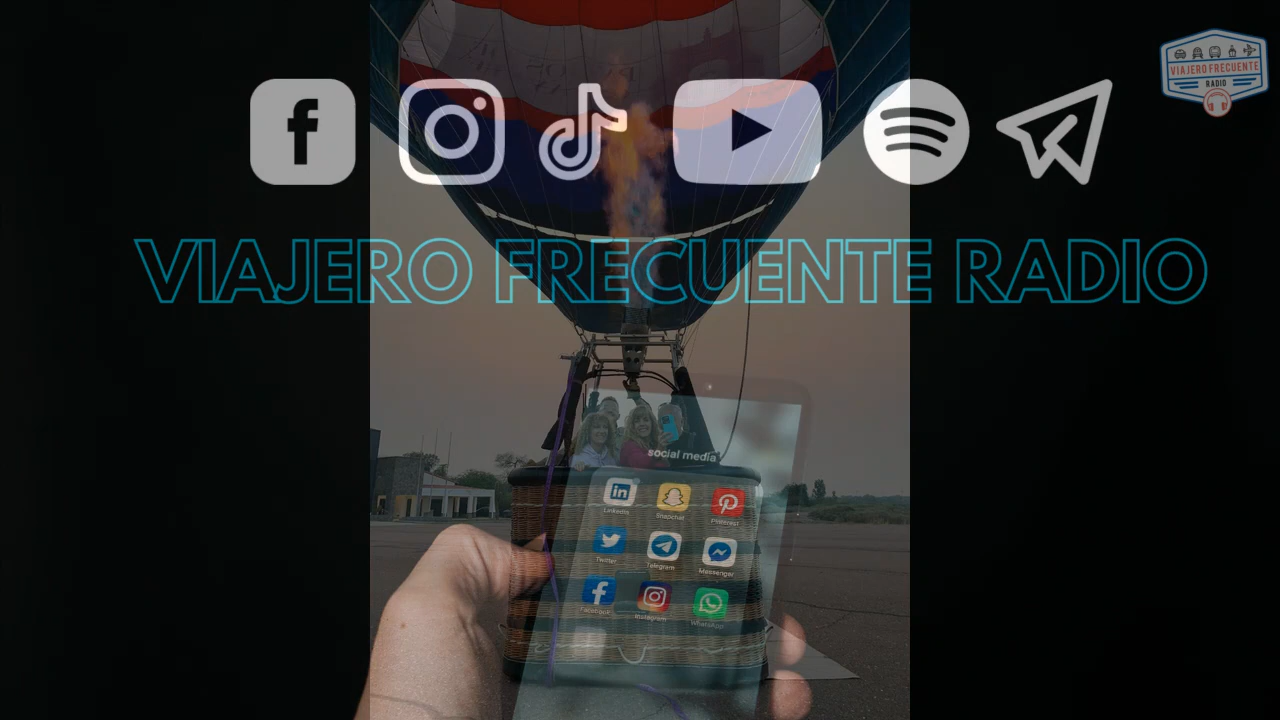 VIAJERO FRECUENTE
RADIO
VIAJERO FRECUENTE RADIO
social media
LinkedIn
Snapchat
Pinterest
Twitter
Telegram
Messenger
Facebook
Instagram
WhatsApp